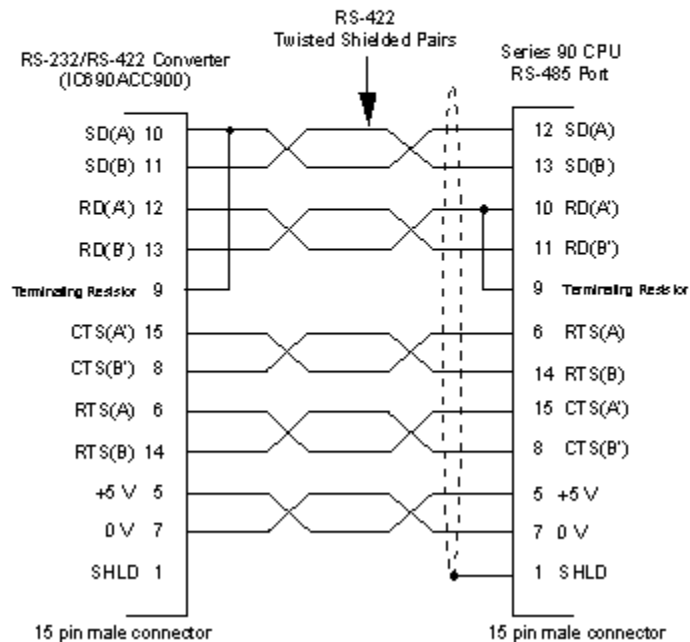 RS-422
Twisted Shielded Pairs
RS-232/RS-422 Converter
(IC690ACC900)
Series 90 CPU
RS-485 Port
SD(A) 10
12 SD(A)
SD(B) 11
13 SD(B)
RD(A') 12
10 RD(A')
RD(B') 13
11 RD(B')
Terminating Resistor 9
9 Terminating Resistor
CTS(A') 15
6 RTS(A)
CTS(B') 8
14 RTS(B)
RTS(A) 6
15 CTS(A')
RTS(B) 14
8 CTS(B')
+5 V 5
5 +5 V
0 V 7
7 0 V
SHLD 1
1 SHLD
15 pin male connector
15 pin male connector